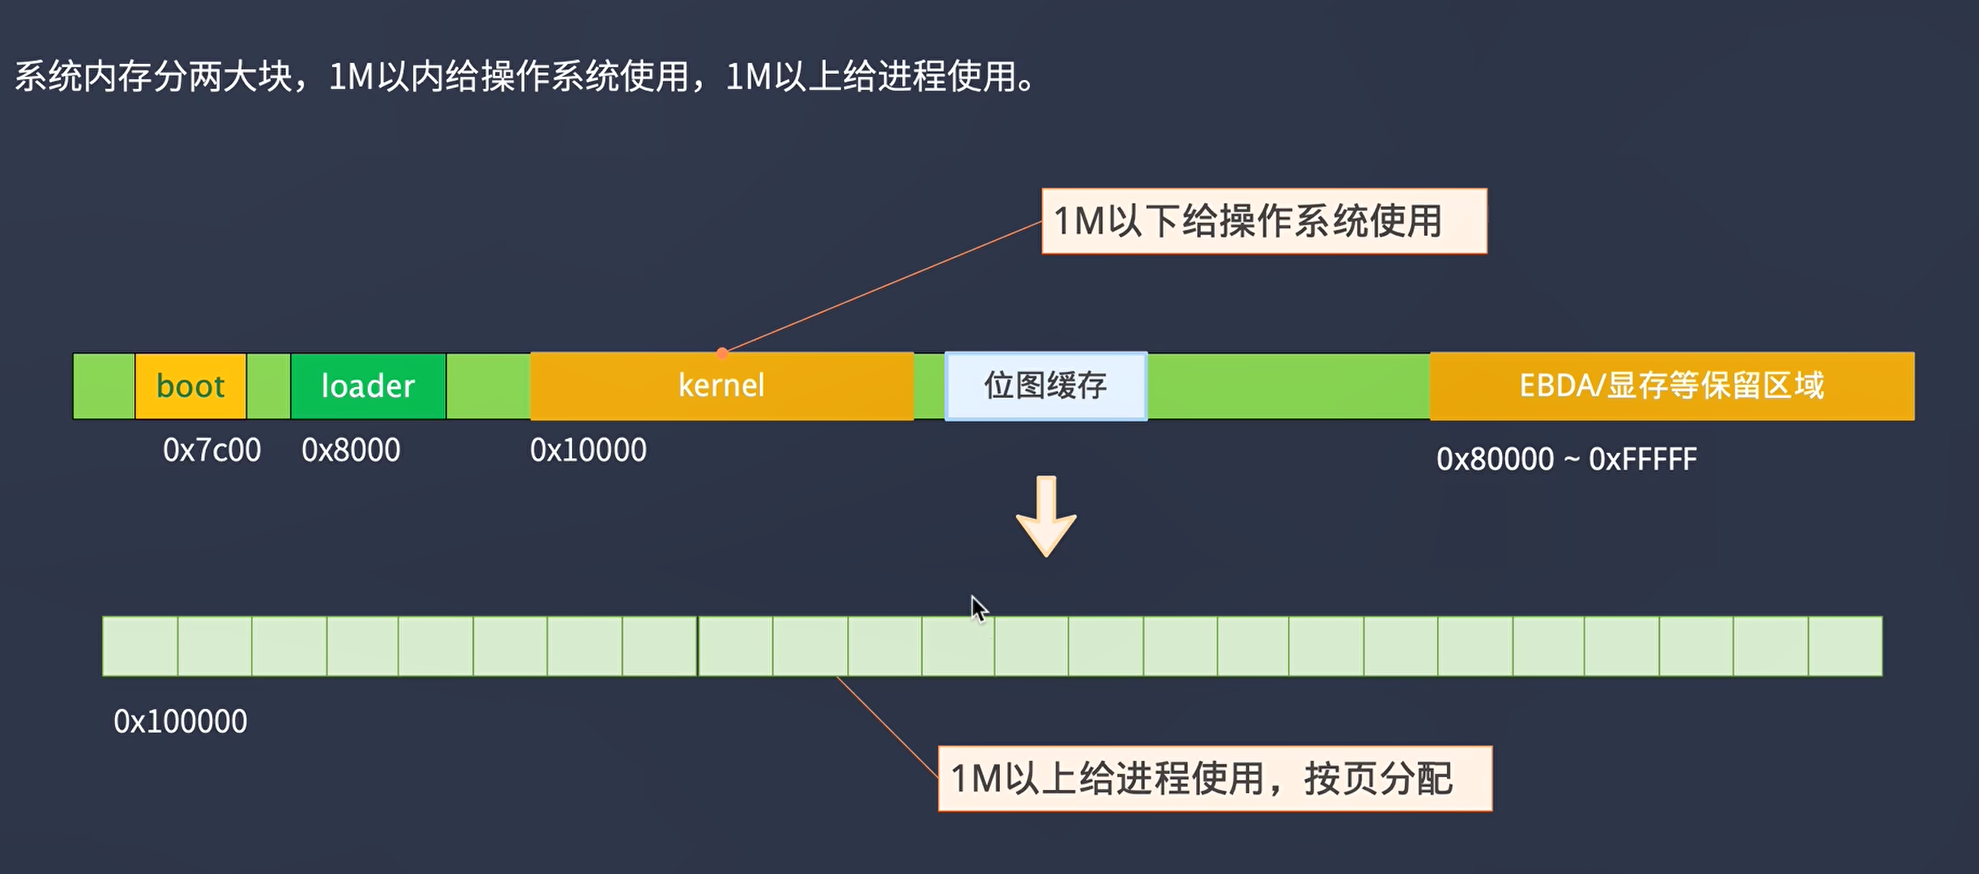 系统内存分两大块，1M以内给操作系统使用，1M以上给进程使用。
1M以下给操作系统使用
boot
loader
kernel
位图缓存
EBDA/显存等保留区域
0x7c00
0x8000
0x10000
0x80000 ~ 0xFFFFF
0x100000
1M以上给进程使用，按页分配